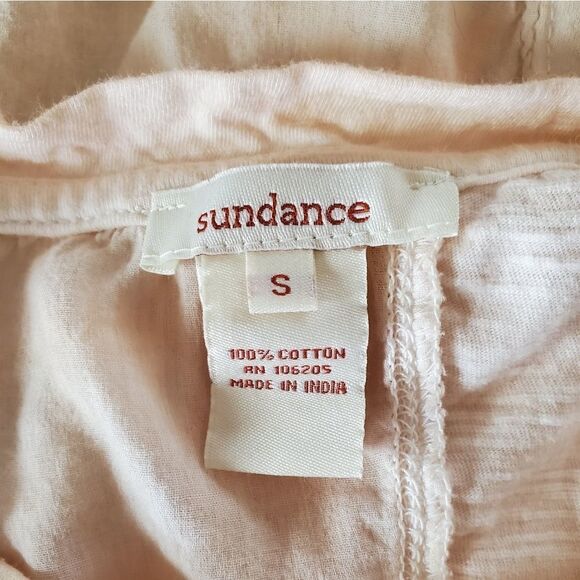 sundance
S
100% COTTON
RN 106205
MADE IN INDIA